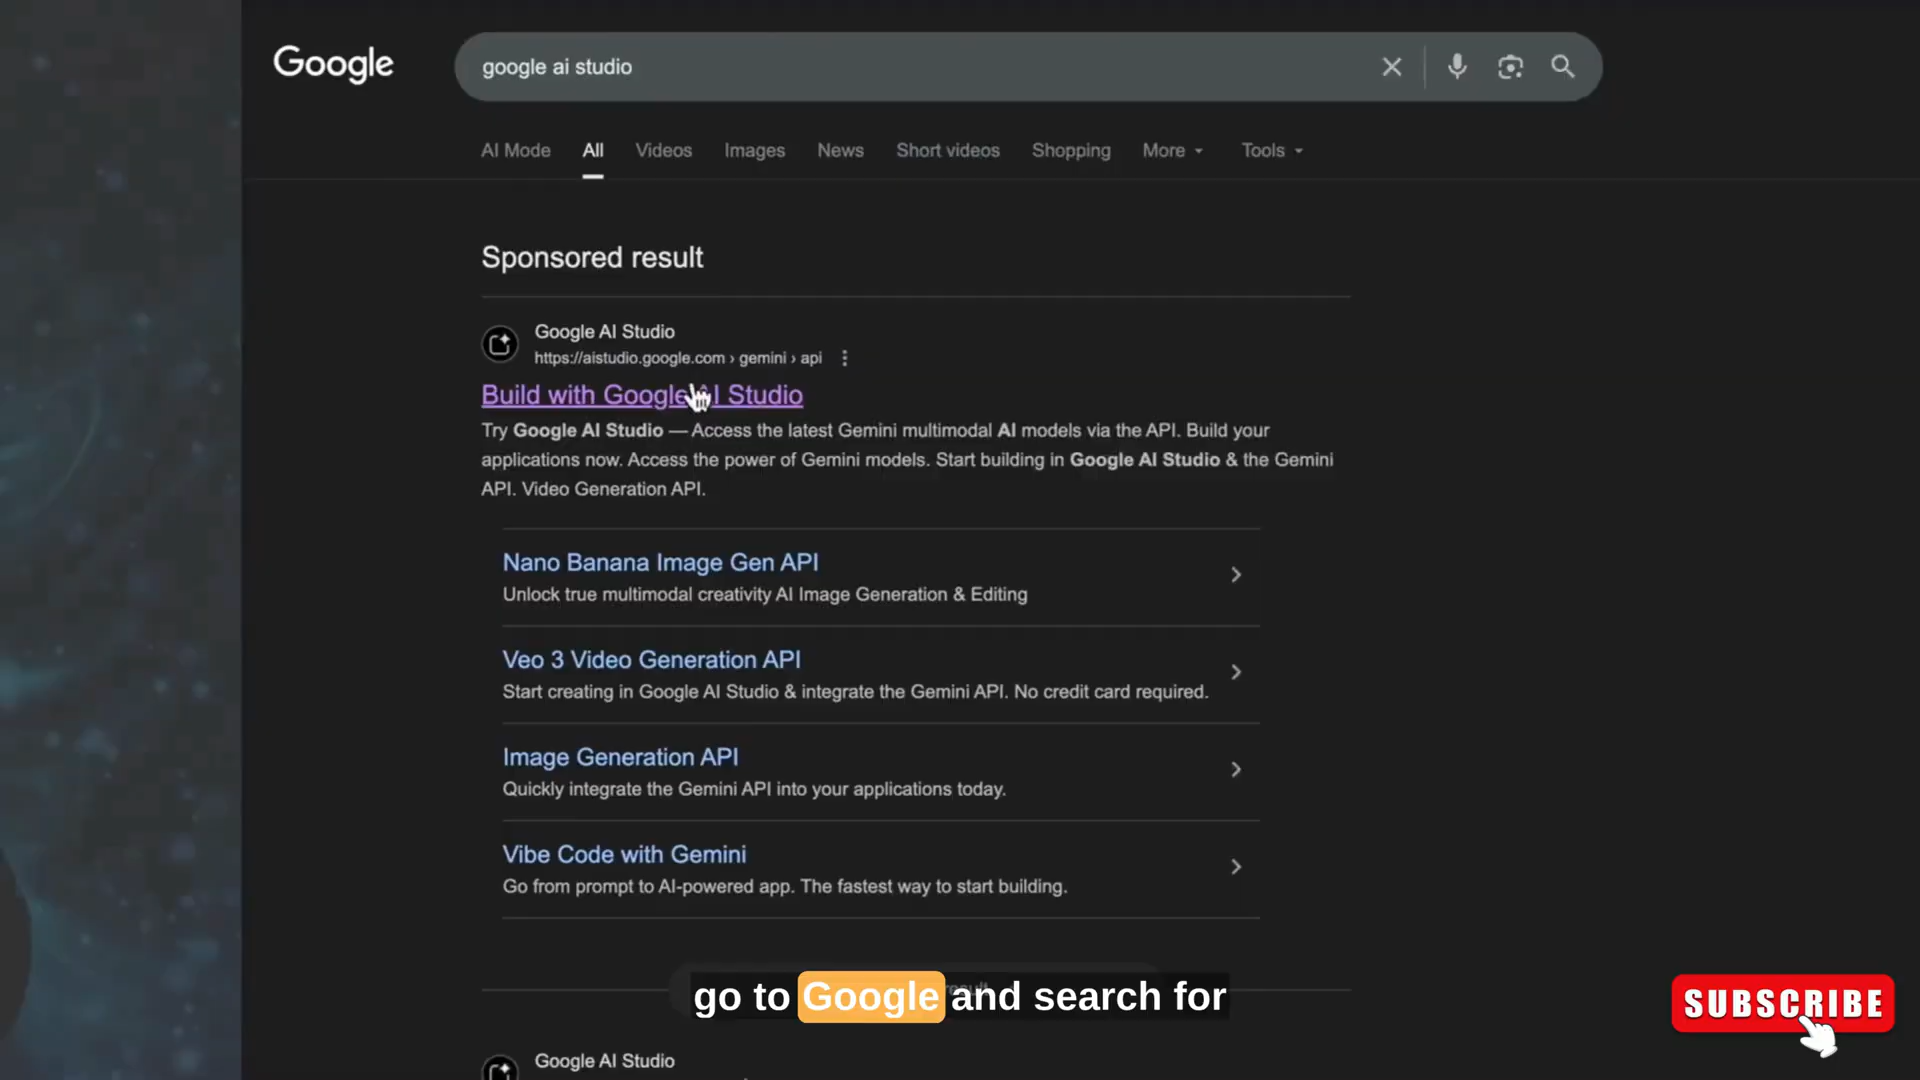 Google
google ai studio
AI Mode All Videos Images News Short videos Shopping More Tools
Sponsored result
Google AI Studio
https://aistudio.google.com › gemini › api
Build with Google AI Studio
Try Google AI Studio — Access the latest Gemini multimodal AI models via the API. Build your
applications now. Access the power of Gemini models. Start building in Google AI Studio & the Gemini
API. Video Generation API.
Nano Banana Image Gen API
Unlock true multimodal creativity AI Image Generation & Editing
Veo 3 Video Generation API
Start creating in Google AI Studio & integrate the Gemini API. No credit card required.
Image Generation API
Quickly integrate the Gemini API into your applications today.
Vibe Code with Gemini
Go from prompt to AI-powered app. The fastest way to start building.
go to Google and search for
SUBSCRIBE
Google AI Studio